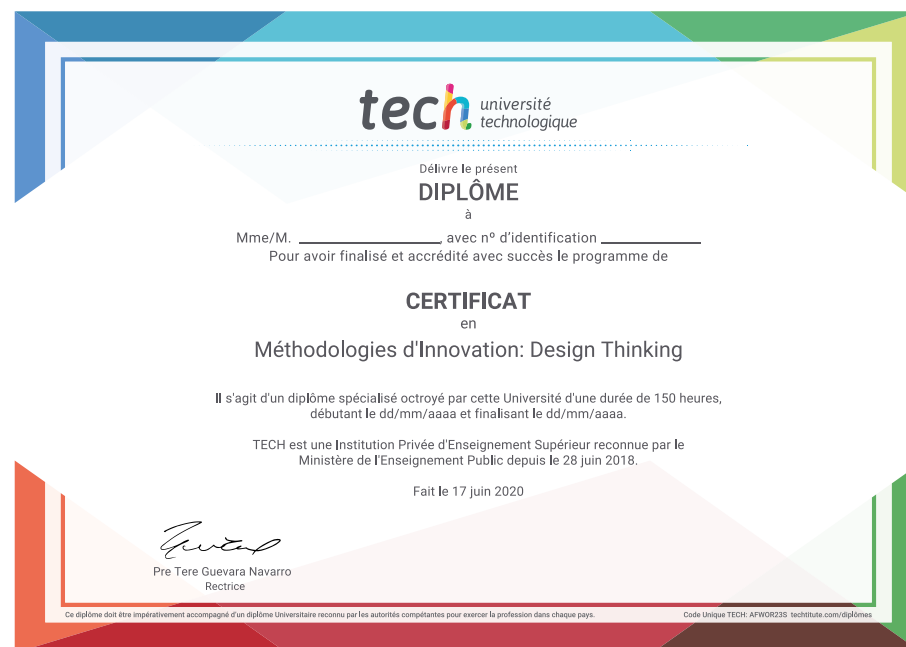 tech université
technologique
Délivre le présent
DIPLÔME
à
Mme/M. ____________________, avec nº d'identification ______________
Pour avoir finalisé et accrédité avec succès le programme de
CERTIFICAT
en
Méthodologies d'Innovation: Design Thinking
Il s'agit d'un diplôme spécialisé octroyé par cette Université d'une durée de 150 heures,
débutant le dd/mm/aaaa et finalisant le dd/mm/aaaa.
TECH est une Institution Privée d'Enseignement Supérieur reconnue par le
Ministère de l'Enseignement Public depuis le 28 juin 2018.
Fait le 17 juin 2020
Pre Tere Guevara Navarro
Rectrice
Ce diplôme doit être impérativement accompagné d'un diplôme Universitaire reconnu par les autorités compétentes pour exercer la profession dans chaque pays.
Code Unique TECH: AFWOR23S techtitute.com/diplômes